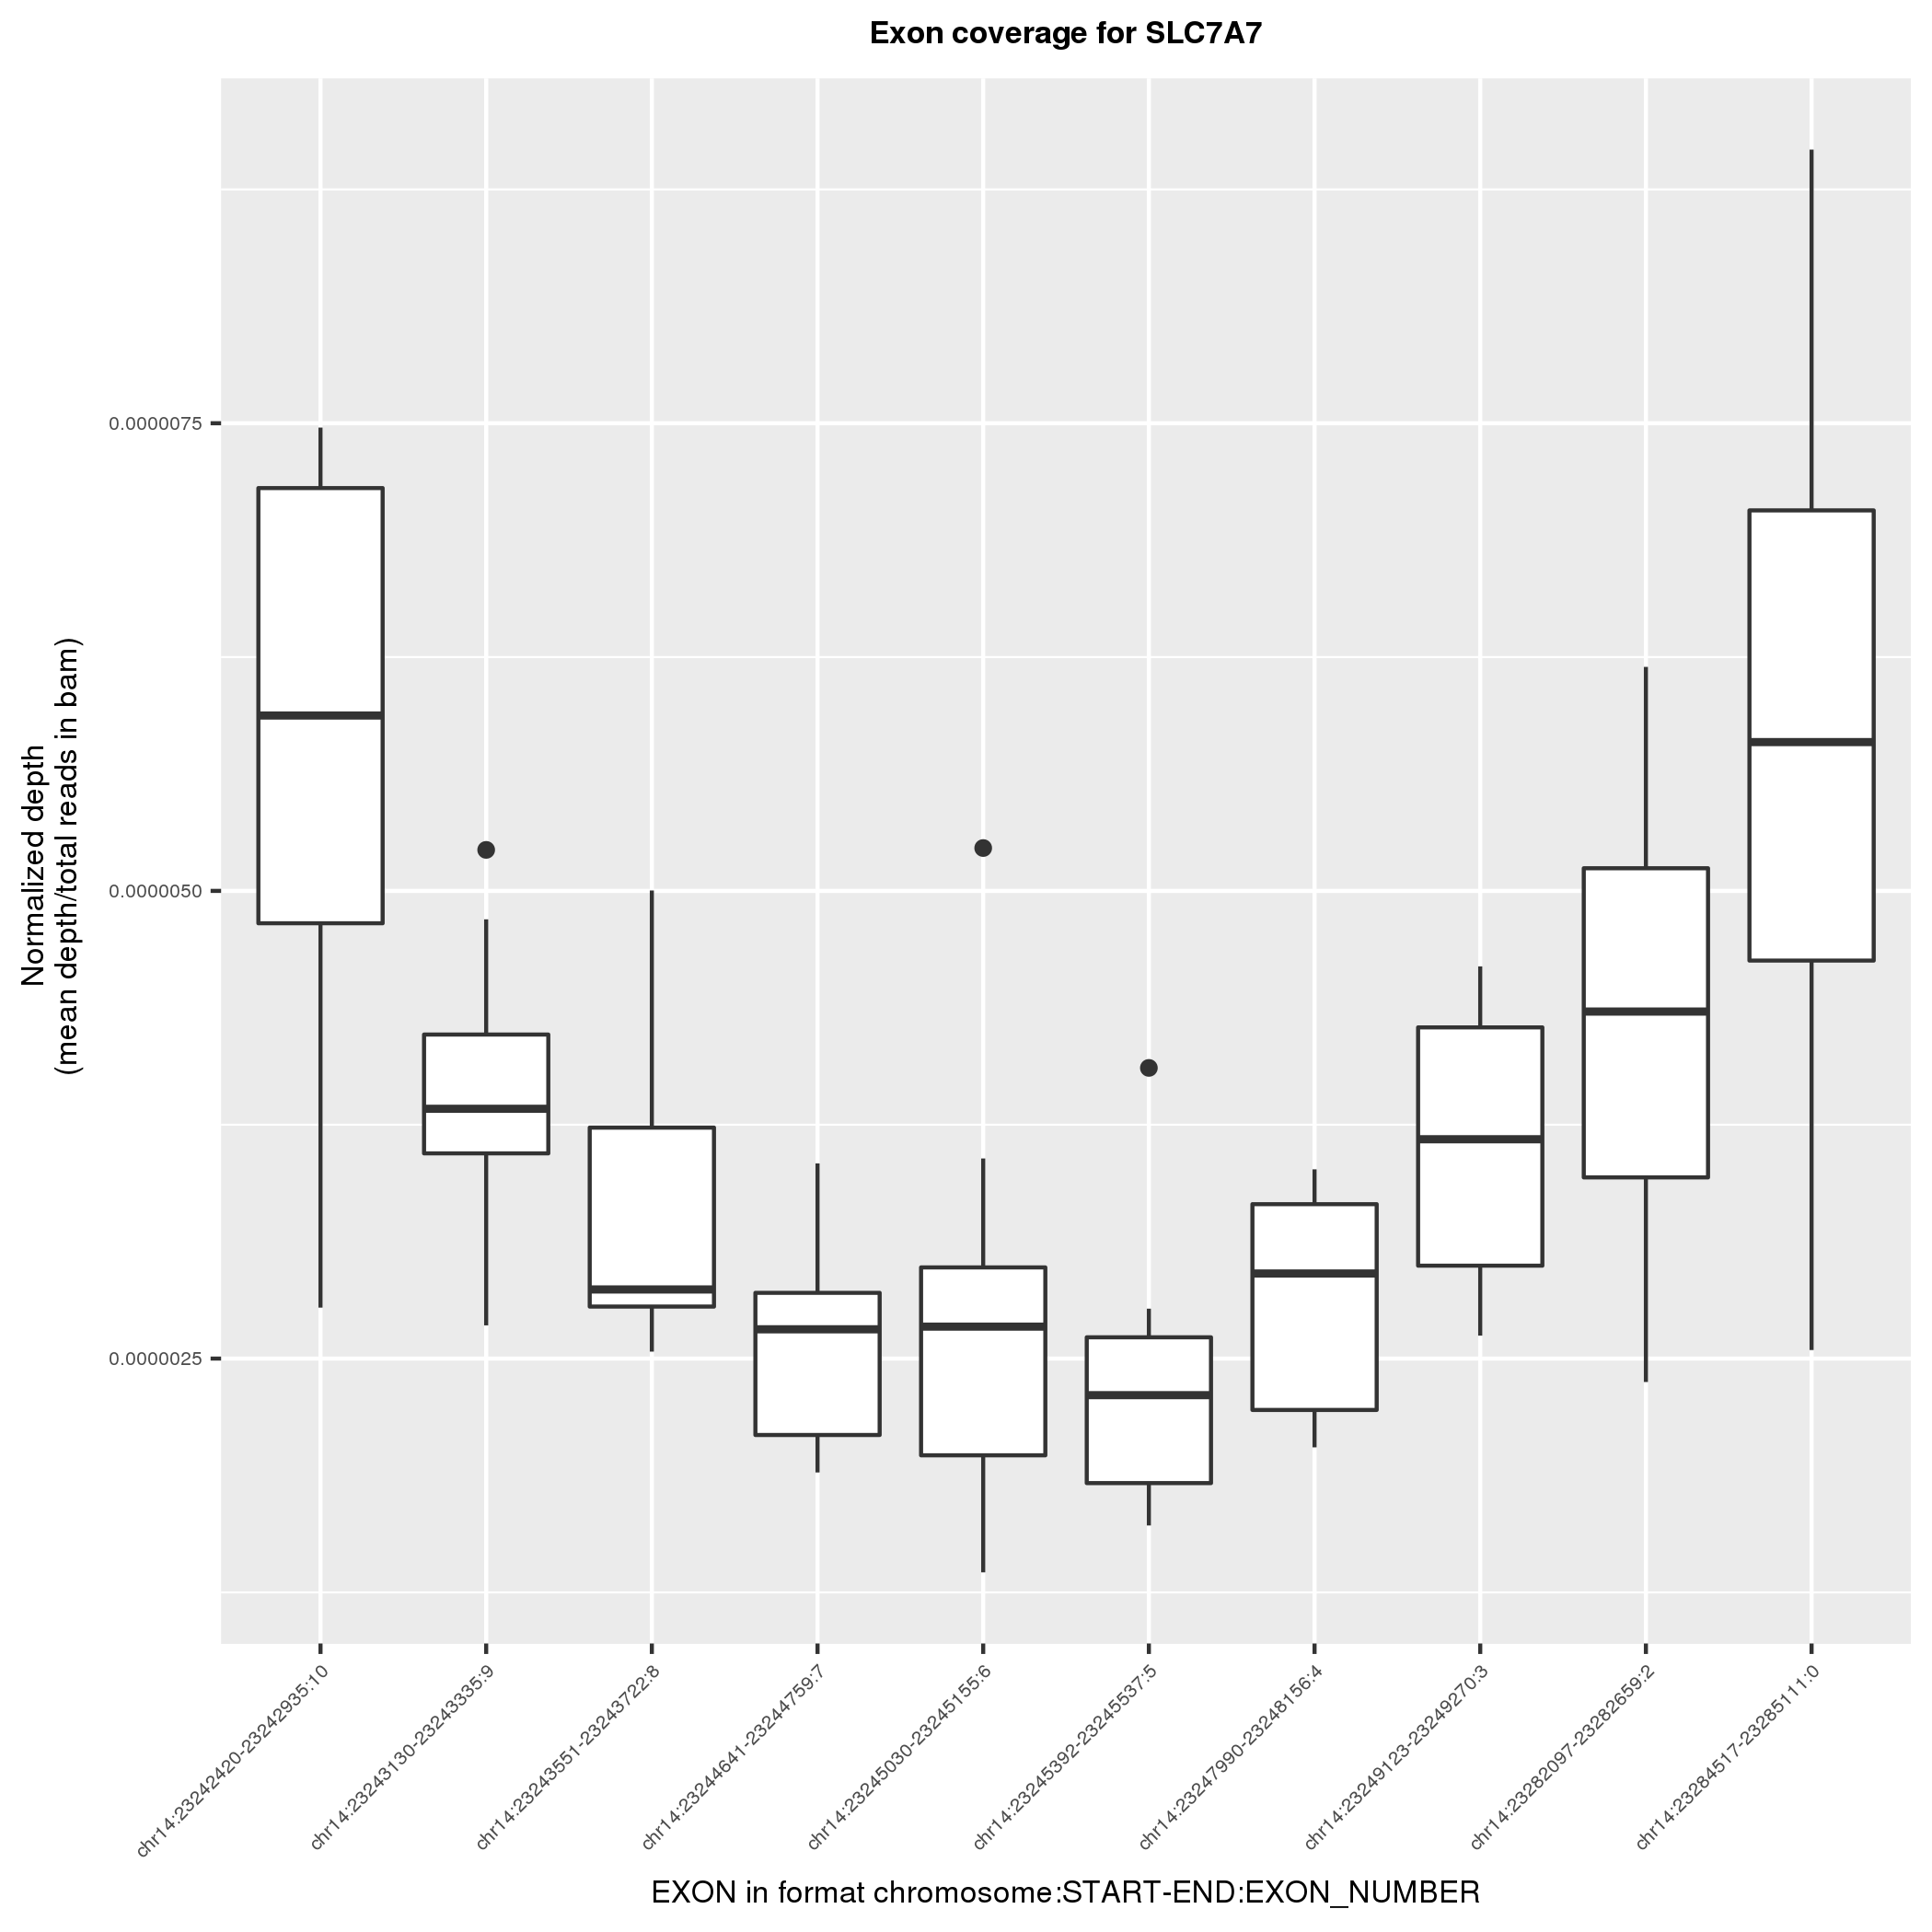 Exon coverage for SLC7A7
Normalized depth
(mean depth/total reads in bam)
0.0000075
0.0000050
0.0000025
chr14:23242420-23242935:10
chr14:23243130-23243335:9
chr14:23243551-23243722:8
chr14:23244641-23244759:7
chr14:23245030-23245155:6
chr14:23245392-23245537:5
chr14:23247990-23248156:4
chr14:23249123-23249270:3
chr14:23282097-23282659:2
chr14:23284517-23285111:0
EXON in format chromosome:START-END:EXON_NUMBER